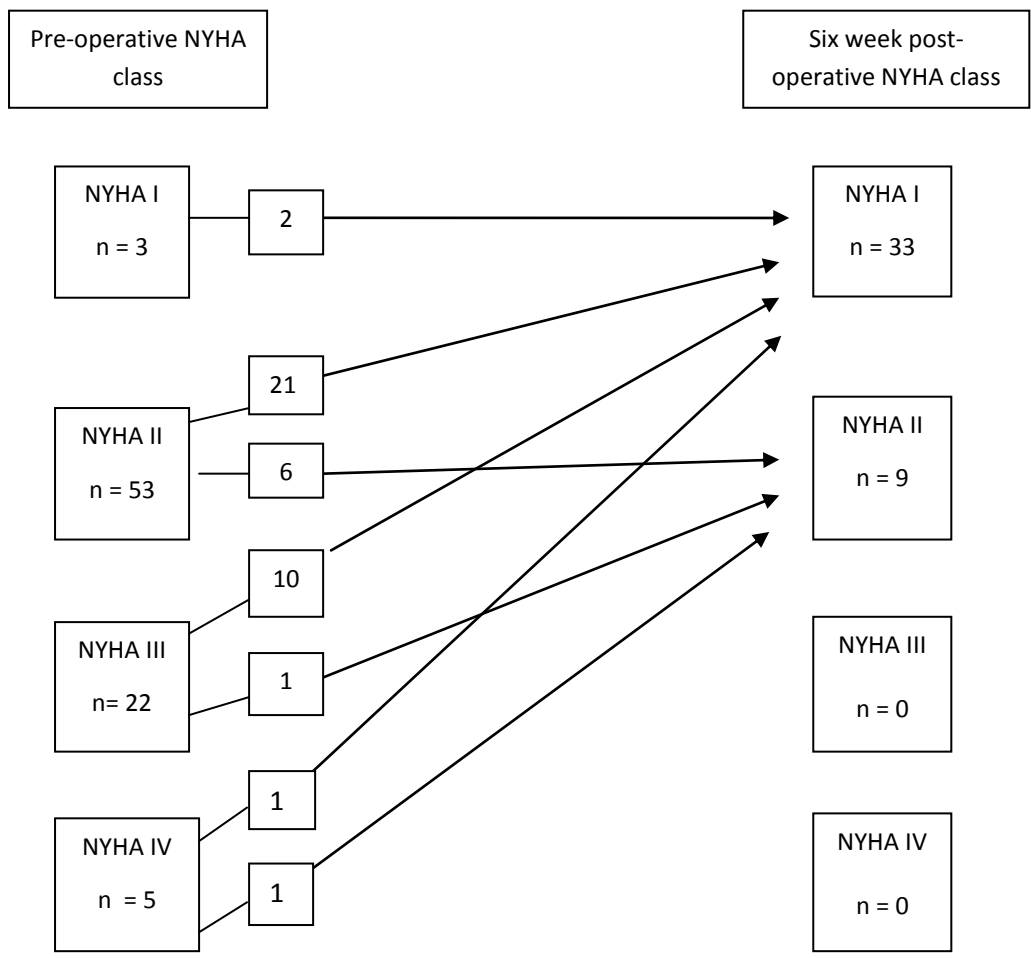 Pre-operative NYHA
class
Six week post-
operative NYHA class
NYHA I
n = 3
2
NYHA I
n = 33
21
NYHA II
n = 53
6
NYHA II
n = 9
10
NYHA III
n= 22
1
NYHA III
n = 0
1
NYHA IV
n = 5
1
NYHA IV
n = 0